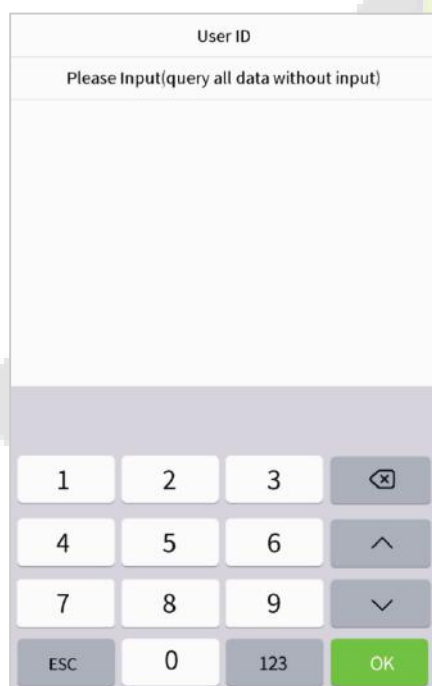 User ID
Please Input(query all data without input)
1 2 3
4 5 6
7 8 9
ESC 0 123 OK